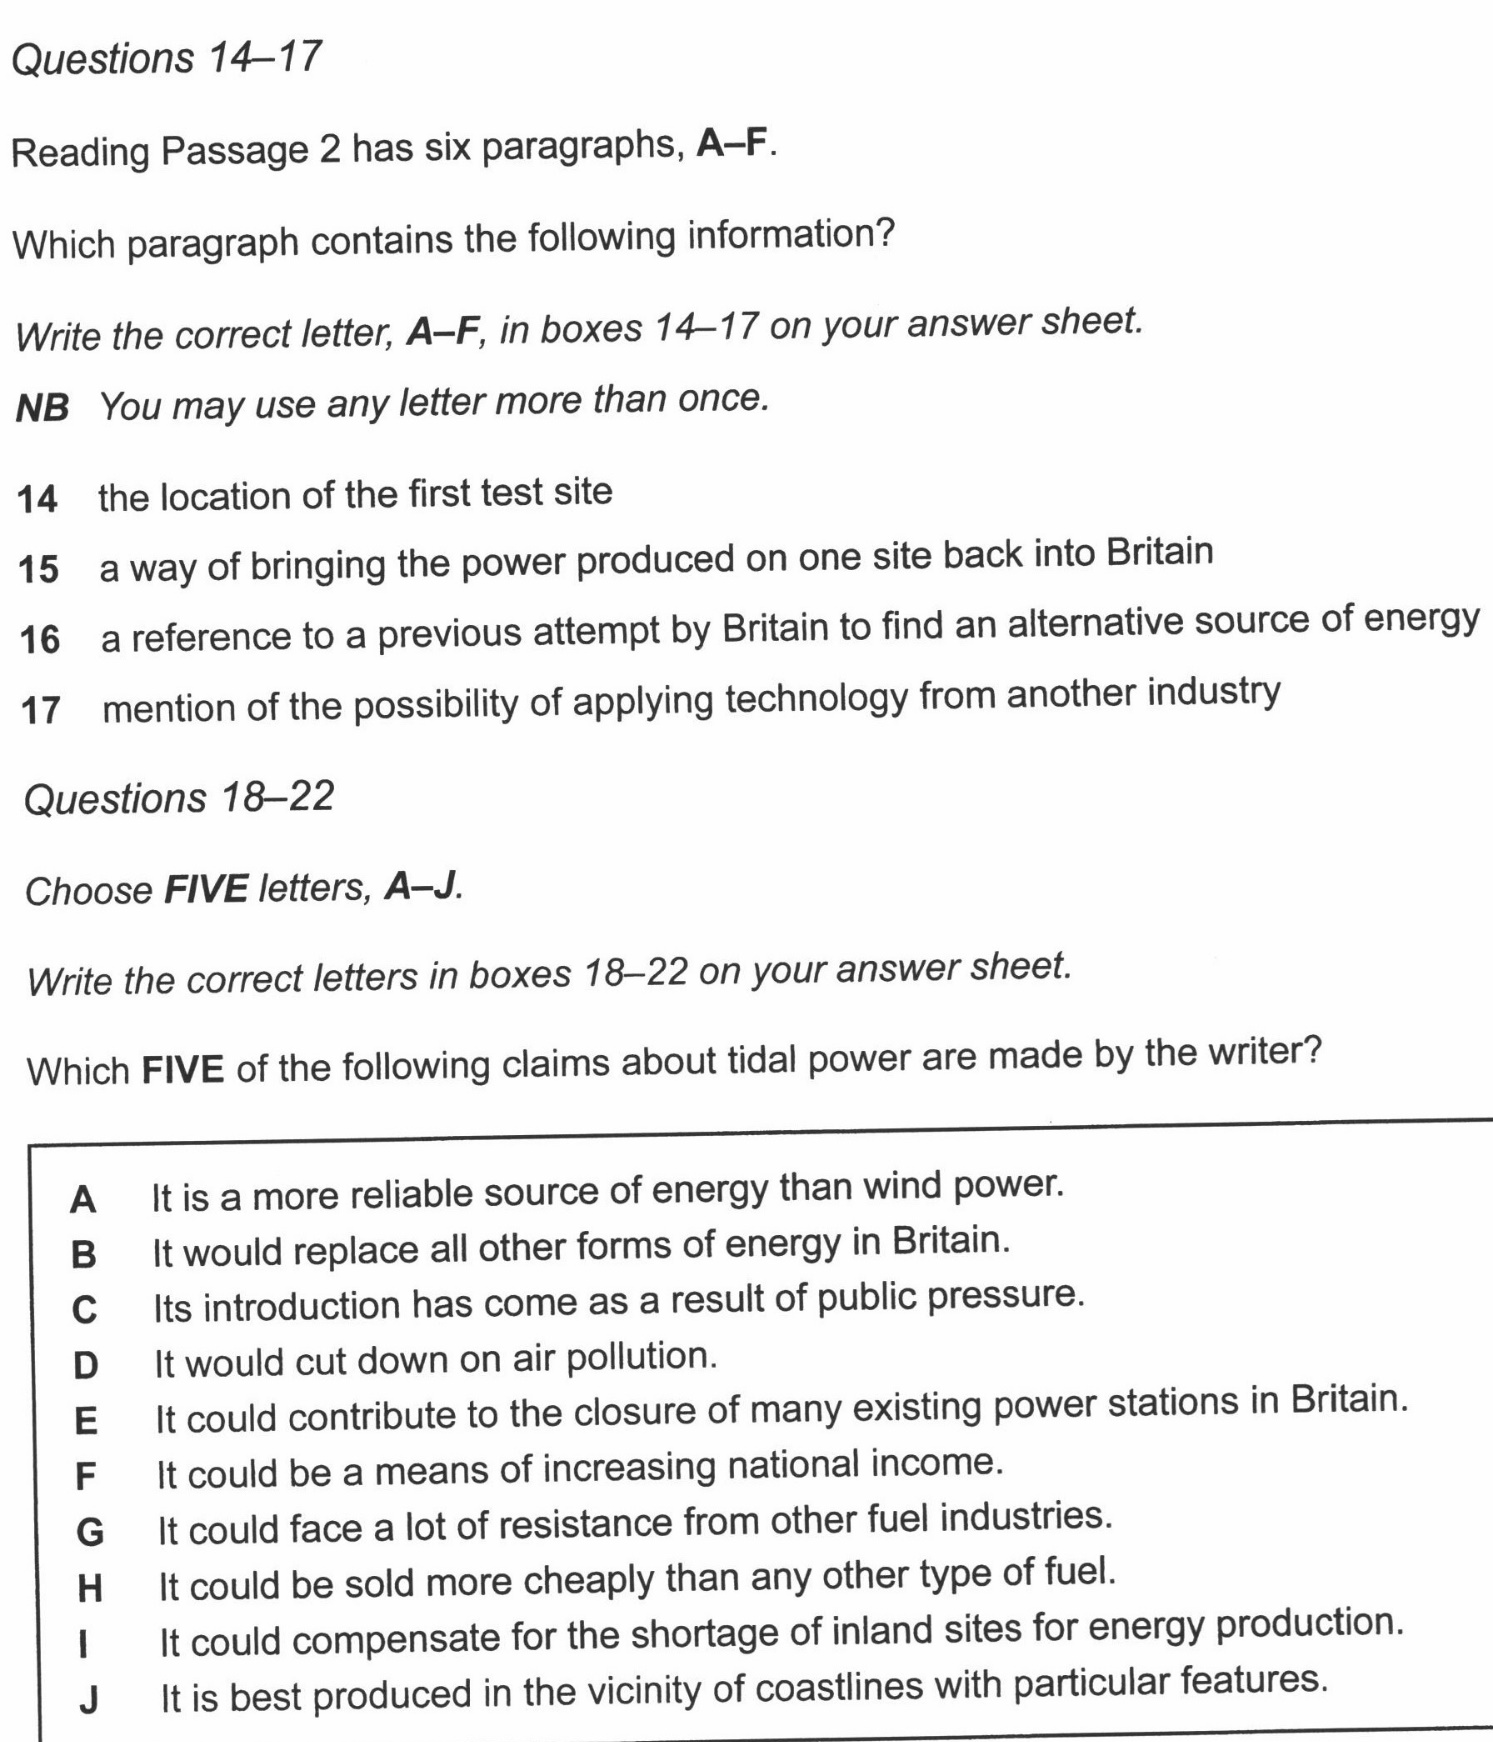 Questions 14–17
Reading Passage 2 has six paragraphs, A–F.
Which paragraph contains the following information?
Write the correct letter, A–F, in boxes 14–17 on your answer sheet.
NB You may use any letter more than once.
14 the location of the first test site
15 a way of bringing the power produced on one site back into Britain
16 a reference to a previous attempt by Britain to find an alternative source of energy
17 mention of the possibility of applying technology from another industry
Questions 18–22
Choose FIVE letters, A–J.
Write the correct letters in boxes 18–22 on your answer sheet.
Which FIVE of the following claims about tidal power are made by the writer?
A It is a more reliable source of energy than wind power.
B It would replace all other forms of energy in Britain.
C Its introduction has come as a result of public pressure.
D It would cut down on air pollution.
E It could contribute to the closure of many existing power stations in Britain.
F It could be a means of increasing national income.
G It could face a lot of resistance from other fuel industries.
H It could be sold more cheaply than any other type of fuel.
I It could compensate for the shortage of inland sites for energy production.
J It is best produced in the vicinity of coastlines with particular features.